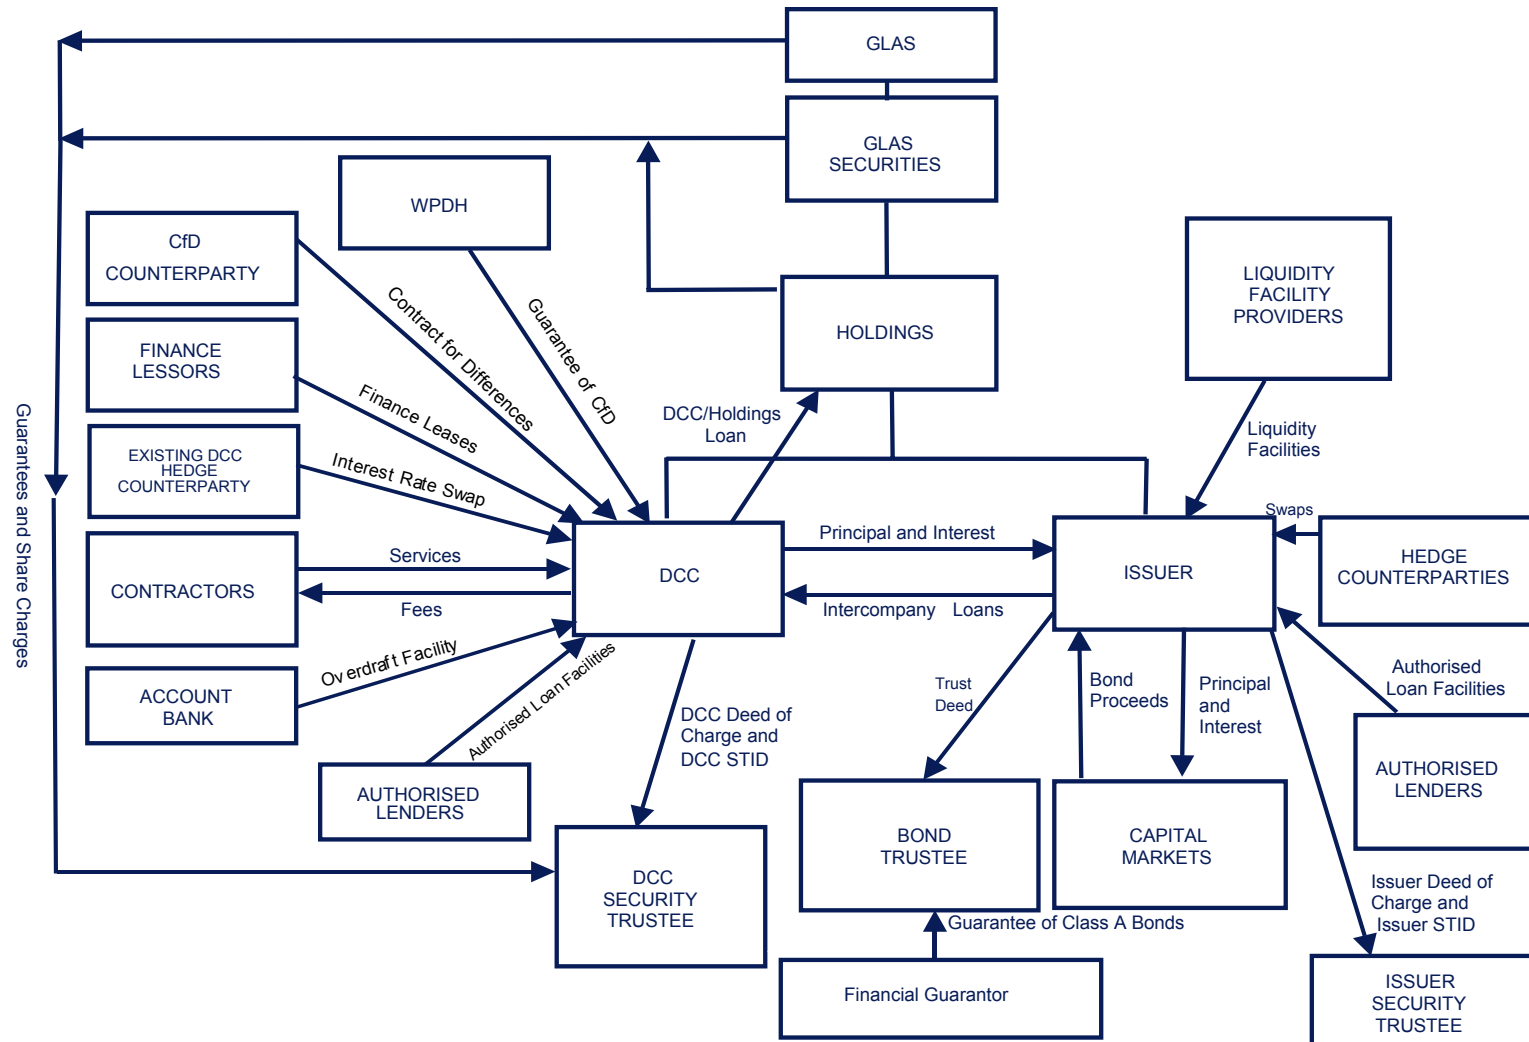 GLAS
GLAS
SECURITIES
WPDH
CfD
COUNTERPARTY
LIQUIDITY
FACILITY
PROVIDERS
HOLDINGS
FINANCE
LESSORS
Contract for Differences
Guarantee of CfD
Finance Leases
DCC/Holdings
Loan
Liquidity
Facilities
Guarantees and Share Charges
EXISTING DCC
HEDGE
COUNTERPARTY
Interest Rate Swap
Swaps
HEDGE
COUNTERPARTIES
Principal and Interest
DCC
ISSUER
Services
CONTRACTORS
Fees
Intercompany Loans
Overdraft Facility
ACCOUNT
BANK
Authorised Loan Facilities
AUTHORISED
LENDERS
DCC Deed of
Charge and
DCC STID
Trust
Deed
Bond
Proceeds
Principal
and
Interest
Authorised
Loan Facilities
AUTHORISED
LENDERS
BOND
TRUSTEE
CAPITAL
MARKETS
DCC
SECURITY
TRUSTEE
Issuer Deed of
Charge and
Issuer STID
Guarantee of Class A Bonds
Financial Guarantor
ISSUER
SECURITY
TRUSTEE